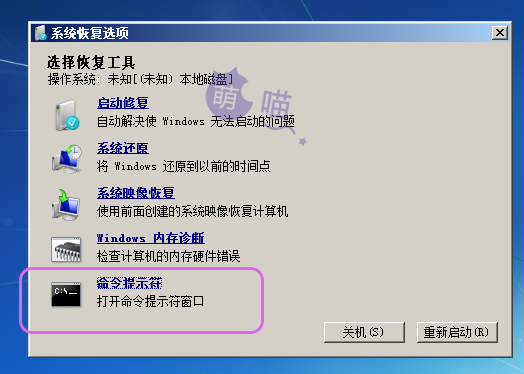 系统恢复选项
选择恢复工具
操作系统: 未知[(未知) 本地磁盘]
萌喵
启动修复
自动解决使 Windows 无法启动的问题
系统还原
将 Windows 还原到以前的时间点
系统映像恢复
使用前面创建的系统映像恢复计算机
Windows 内存诊断
检查计算机的内存硬件错误
C:\_
命令提示符
打开命令提示符窗口
关机(S)
重新启动(R)